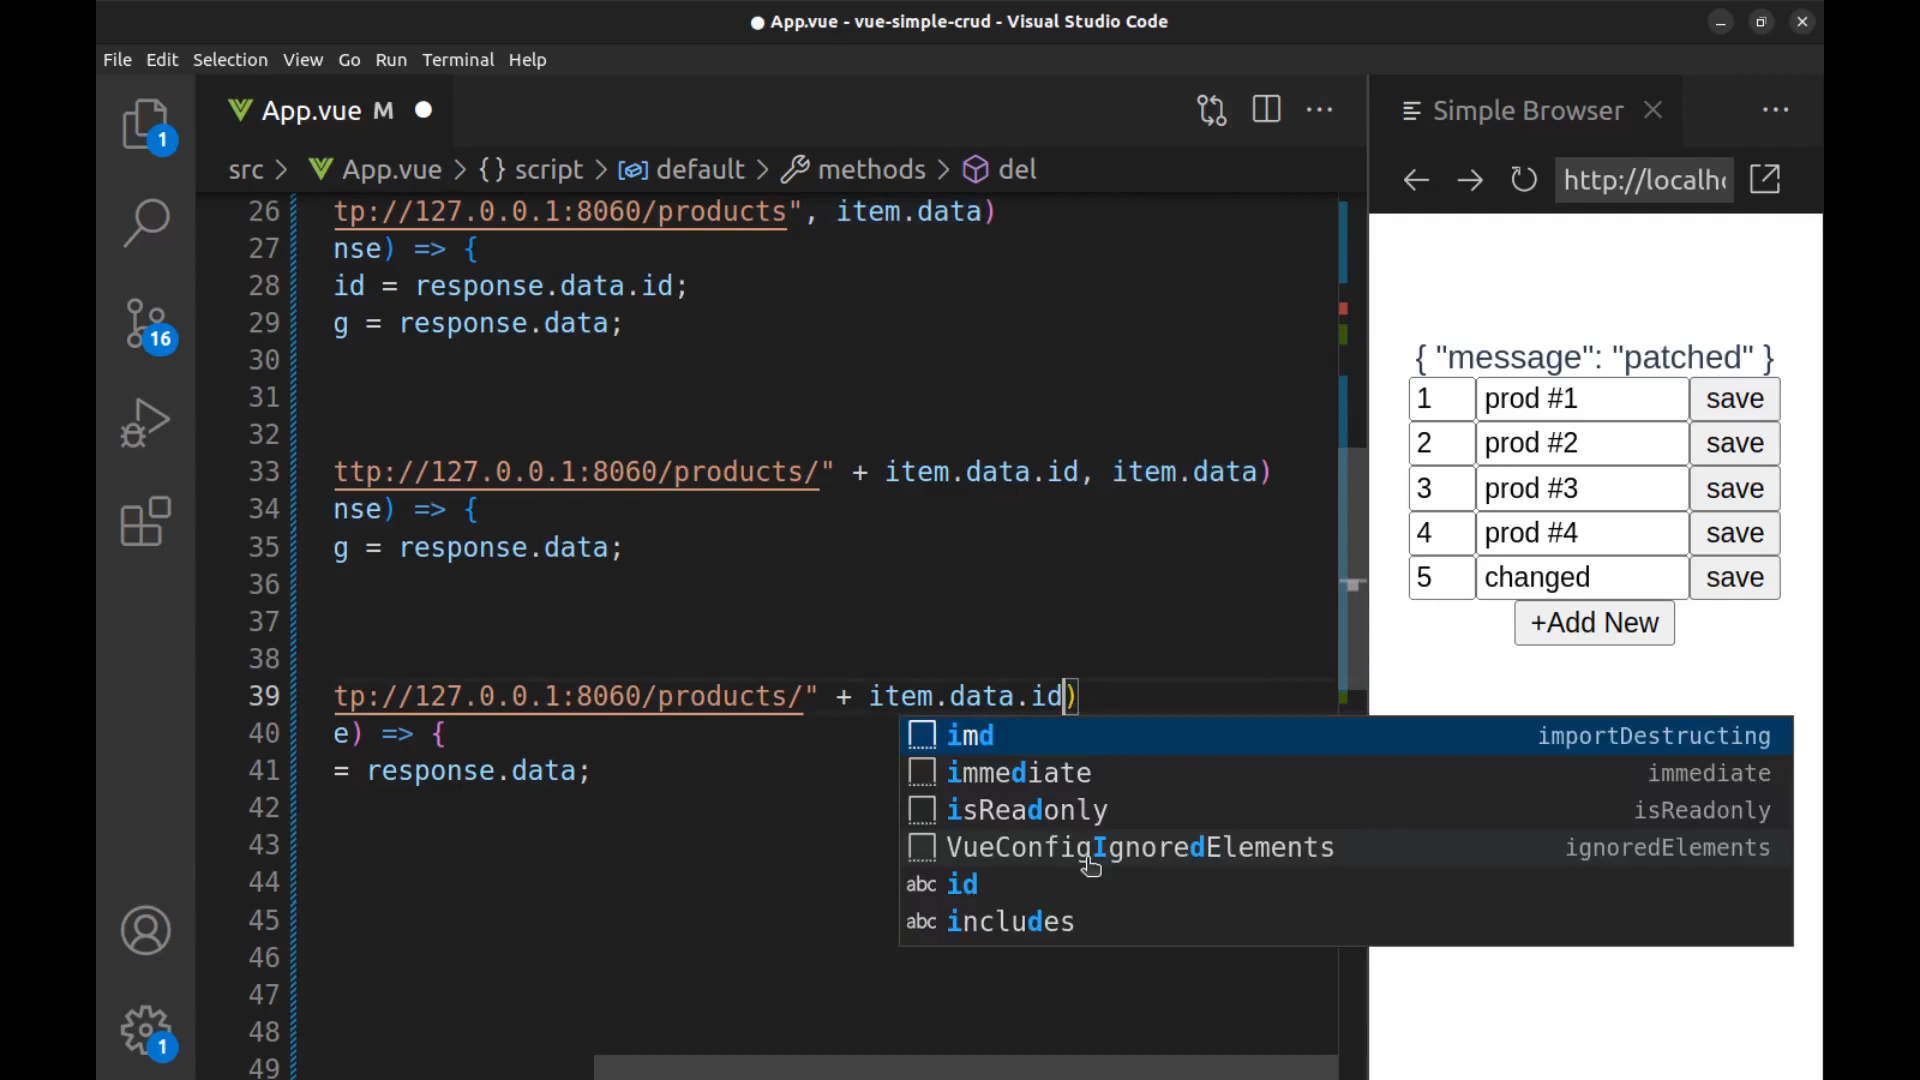 App.vue - vue-simple-crud - Visual Studio Code
File Edit Selection View Go Run Terminal Help
App.vue M
Simple Browser
src > App.vue > {} script > default > methods > del
http://localh
1
16
1
26 tp://127.0.0.1:8060/products", item.data)
27 nse) => {
28 id = response.data.id;
29 g = response.data;
30
31
32
33 ttp://127.0.0.1:8060/products/" + item.data.id, item.data)
34 nse) => {
35 g = response.data;
36
37
38
39 tp://127.0.0.1:8060/products/" + item.data.id)
40 e) => {
41 = response.data;
42
43
44
45
46
47
48
49
imd importDestructing
immediate immediate
isReadonly isReadonly
VueConfigIgnoredElements ignoredElements
abc id
abc includes
{ "message": "patched" }
1 prod #1 save
2 prod #2 save
3 prod #3 save
4 prod #4 save
5 changed save
+Add New